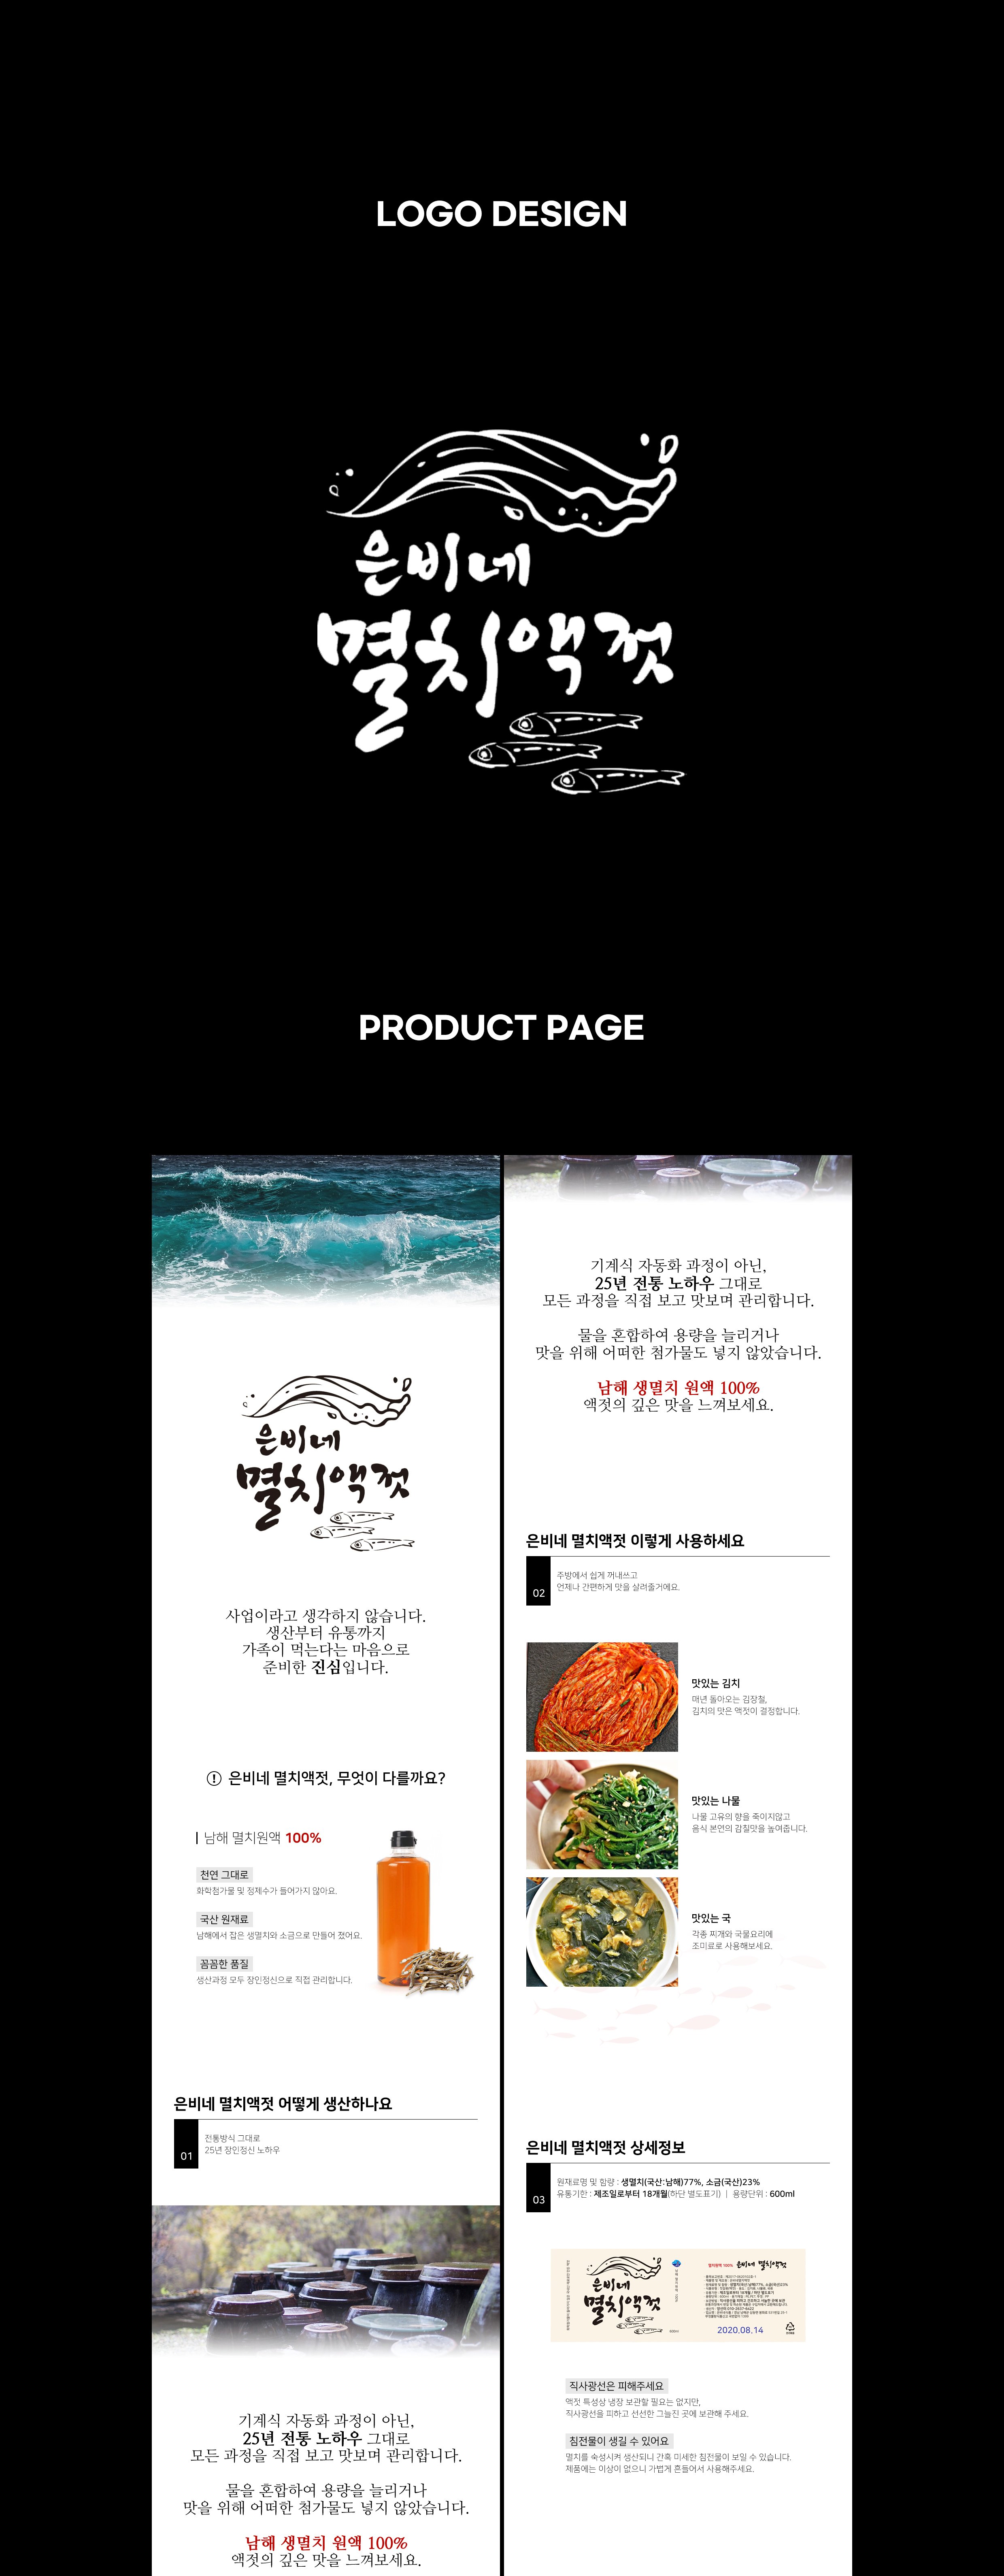 LOGO DESIGN
은비네
멸치액젓
PRODUCT PAGE
은비네
멸치액젓
사업이라고 생각하지 않습니다.
생산부터 유통까지
가족이 먹는다는 마음으로
준비한 진심입니다.
! 은비네 멸치액젓, 무엇이 다를까요?
남해 멸치원액 100%
천연 그대로
화학첨가물 및 정제수가 들어가지 않아요.
국산 원재료
남해에서 잡은 생멸치와 소금으로 만들어 졌어요.
꼼꼼한 품질
생산과정 모두 장인정신으로 직접 관리합니다.
은비네 멸치액젓 어떻게 생산하나요
01
전통방식 그대로
25년 장인정신 노하우
기계식 자동화 과정이 아닌,
25년 전통 노하우 그대로
모든 과정을 직접 보고 맛보며 관리합니다.
물을 혼합하여 용량을 늘리거나
맛을 위해 어떠한 첨가물도 넣지 않았습니다.
남해 생멸치 원액 100%
액젓의 깊은 맛을 느껴보세요.
기계식 자동화 과정이 아닌,
25년 전통 노하우 그대로
모든 과정을 직접 보고 맛보며 관리합니다.
물을 혼합하여 용량을 늘리거나
맛을 위해 어떠한 첨가물도 넣지 않았습니다.
남해 생멸치 원액 100%
액젓의 깊은 맛을 느껴보세요.
은비네 멸치액젓 이렇게 사용하세요
02
주방에서 쉽게 꺼내쓰고
언제나 간편하게 맛을 살려줄거에요.
맛있는 김치
매년 돌아오는 김장철,
김치의 맛은 액젓이 결정합니다.
맛있는 나물
나물 고유의 향을 죽이지않고
음식 본연의 감칠맛을 높여줍니다.
맛있는 국
각종 찌개와 국물요리에
조미료로 사용해보세요.
은비네 멸치액젓 상세정보
03
원재료명 및 함량 : 생멸치(국산:남해)77%, 소금(국산)23%
유통기한 : 제조일로부터 18개월(하단 별도표기) | 용량단위 : 600ml
은비네
멸치액젓
600ml
멸치원액 100% 은비네 멸치액젓
2020.08.14
직사광선은 피해주세요
액젓 특성상 냉장 보관할 필요는 없지만,
직사광선을 피하고 선선한 그늘진 곳에 보관해 주세요.
침전물이 생길 수 있어요
멸치를 숙성시켜 생산되니 간혹 미세한 침전물이 보일 수 있습니다.
제품에는 이상이 없으니 가볍게 흔들어서 사용해주세요.